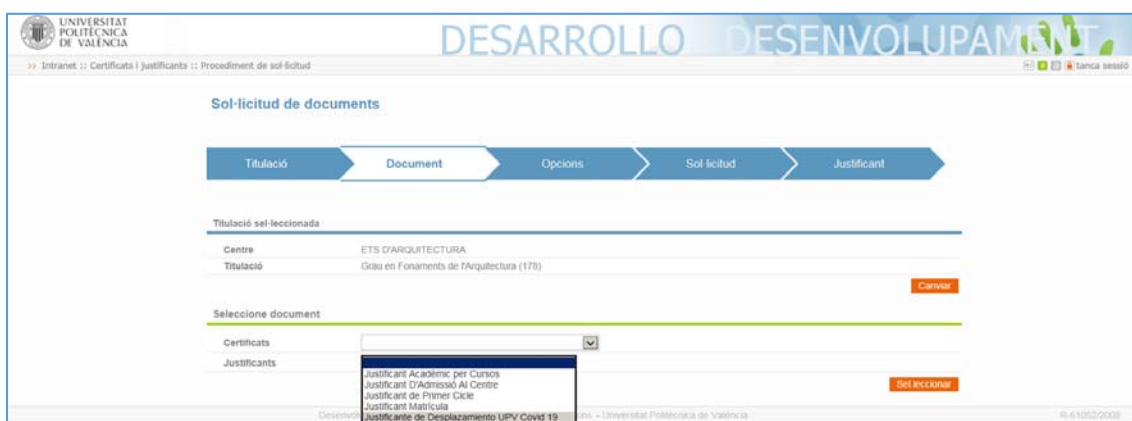 UNIVERSITAT
POLITÈCNICA
DE VALÈNCIA
DESARROLLO DESENVOLUPAMENT
>> Intranet :: Certificats i justificants :: Procediment de sol·licitud
tanca sessió
Sol·licitud de documents
Titulació
Document
Opcions
Sol·licitud
Justificant
Titulació sel·leccionada
Centre ETS D'ARQUITECTURA
Titulació Grau en Fonaments de l'Arquitectura (178)
Canviar
Seleccione document
Certificats
Justificants
Justificant Acadèmic per Cursos
Justificant D'Admissió Al Centre
Justificant de Primer Cicle
Justificant Matrícula
Justificante de Desplazamiento UPV Covid 19
Sel·leccionar
- Universitat Politècnica de València
R-61052/2008